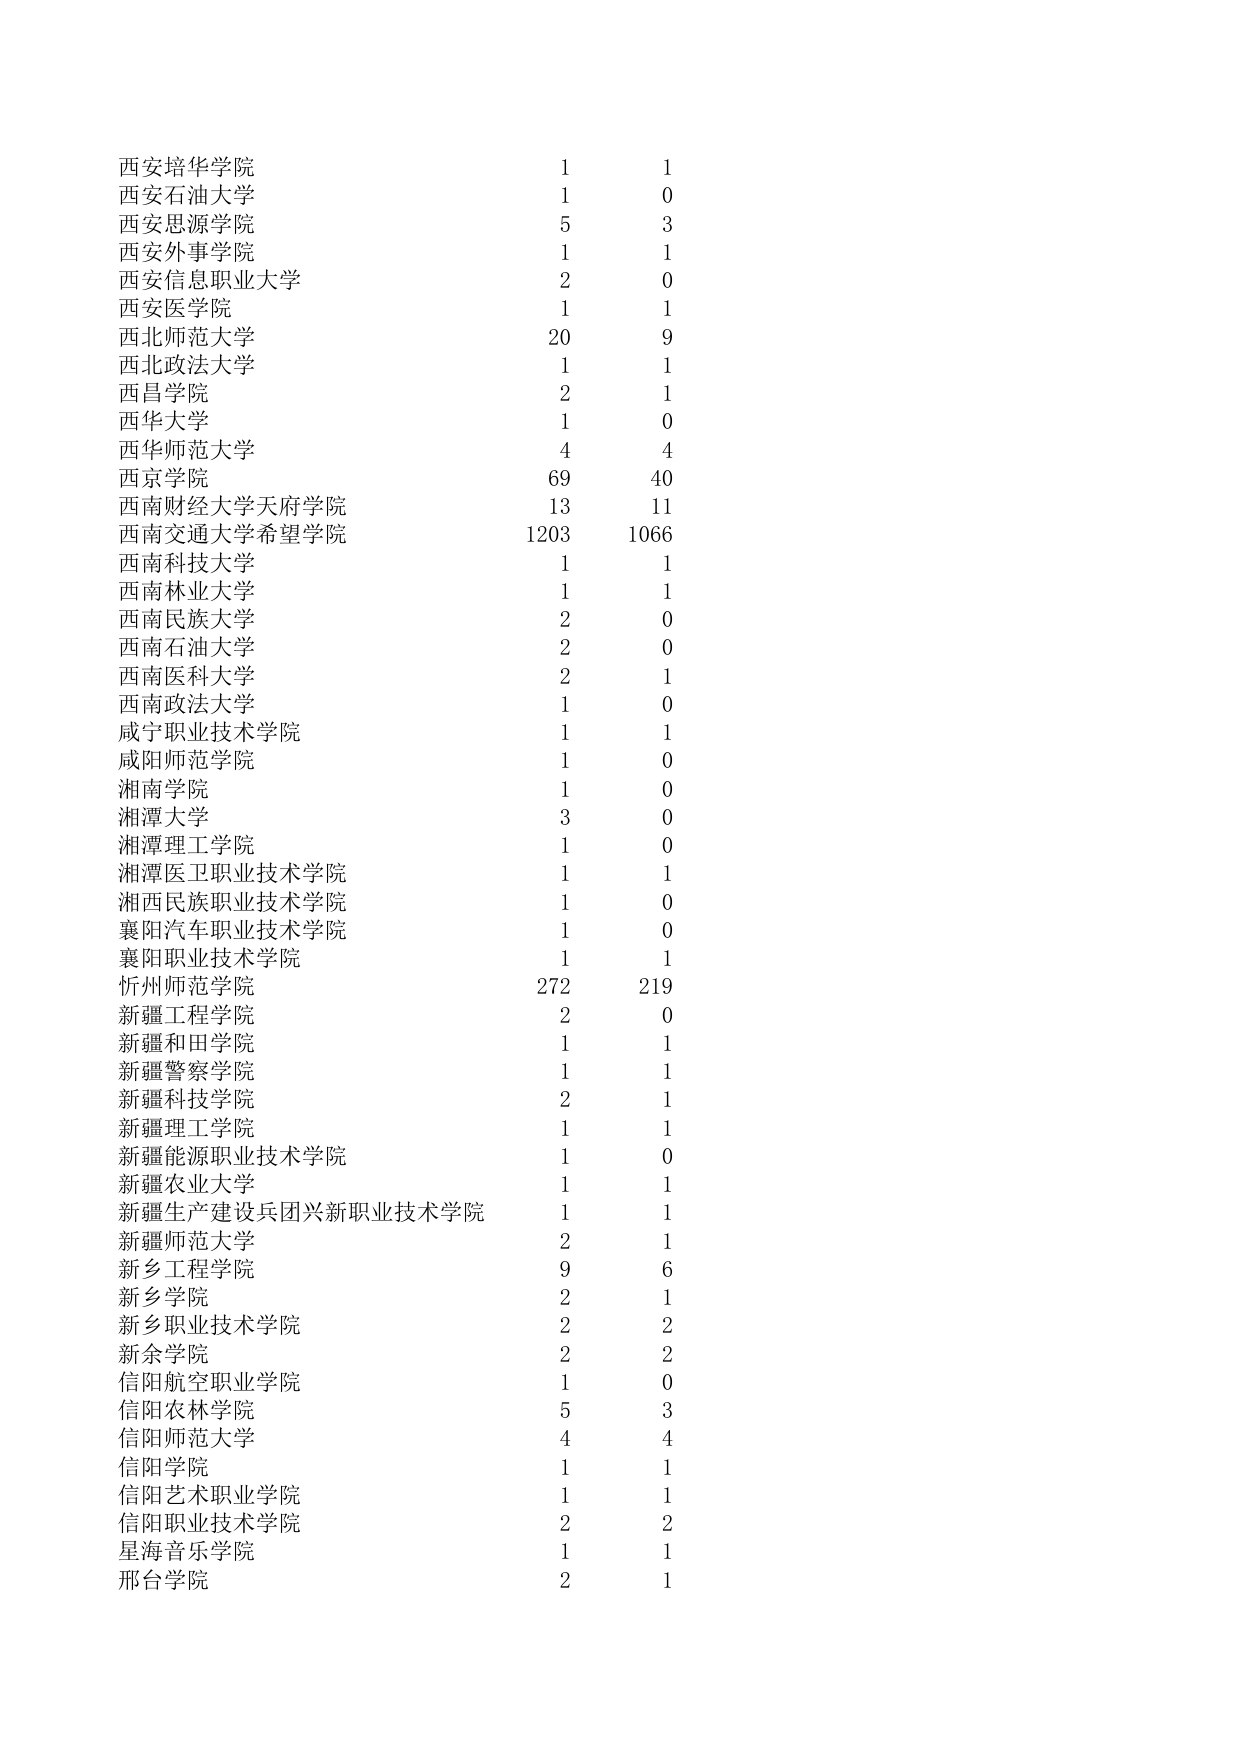 西安培华学院 1 1
西安石油大学 1 0
西安思源学院 5 3
西安外事学院 1 1
西安信息职业大学 2 0
西安医学院 1 1
西北师范大学 20 9
西北政法大学 1 1
西昌学院 2 1
西华大学 1 0
西华师范大学 4 4
西京学院 69 40
西南财经大学天府学院 13 11
西南交通大学希望学院 1203 1066
西南科技大学 1 1
西南林业大学 1 1
西南民族大学 2 0
西南石油大学 2 0
西南医科大学 2 1
西南政法大学 1 0
咸宁职业技术学院 1 1
咸阳师范学院 1 0
湘南学院 1 0
湘潭大学 3 0
湘潭理工学院 1 0
湘潭医卫职业技术学院 1 1
湘西民族职业技术学院 1 0
襄阳汽车职业技术学院 1 0
襄阳职业技术学院 1 1
忻州师范学院 272 219
新疆工程学院 2 0
新疆和田学院 1 1
新疆警察学院 1 1
新疆科技学院 2 1
新疆理工学院 1 1
新疆能源职业技术学院 1 0
新疆农业大学 1 1
新疆生产建设兵团兴新职业技术学院 1 1
新疆师范大学 2 1
新乡工程学院 9 6
新乡学院 2 1
新乡职业技术学院 2 2
新余学院 2 2
信阳航空职业学院 1 0
信阳农林学院 5 3
信阳师范大学 4 4
信阳学院 1 1
信阳艺术职业学院 1 1
信阳职业技术学院 2 2
星海音乐学院 1 1
邢台学院 2 1